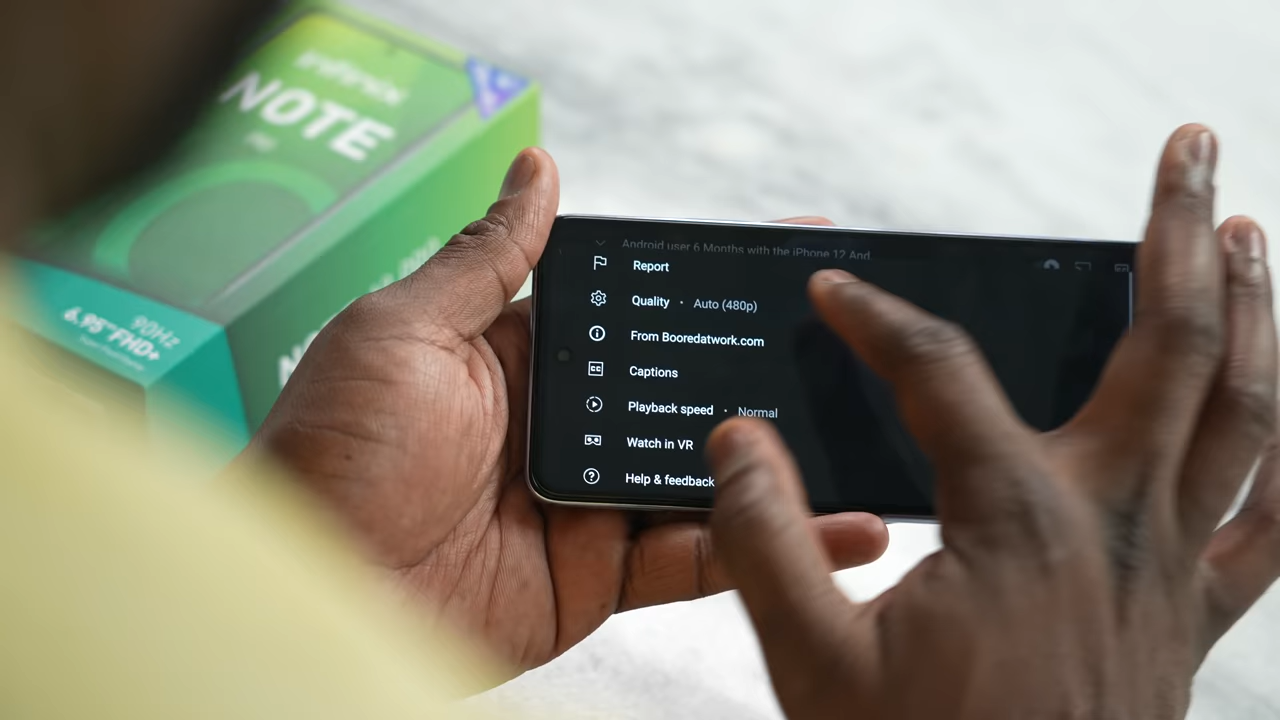 Infinix
NOTE
90Hz
6.95"FHD+
Android user 6 Months with the iPhone 12 And.
Report
Quality · Auto (480p)
From Booredatwork.com
Captions
Playback speed · Normal
Watch in VR
Help & feedback